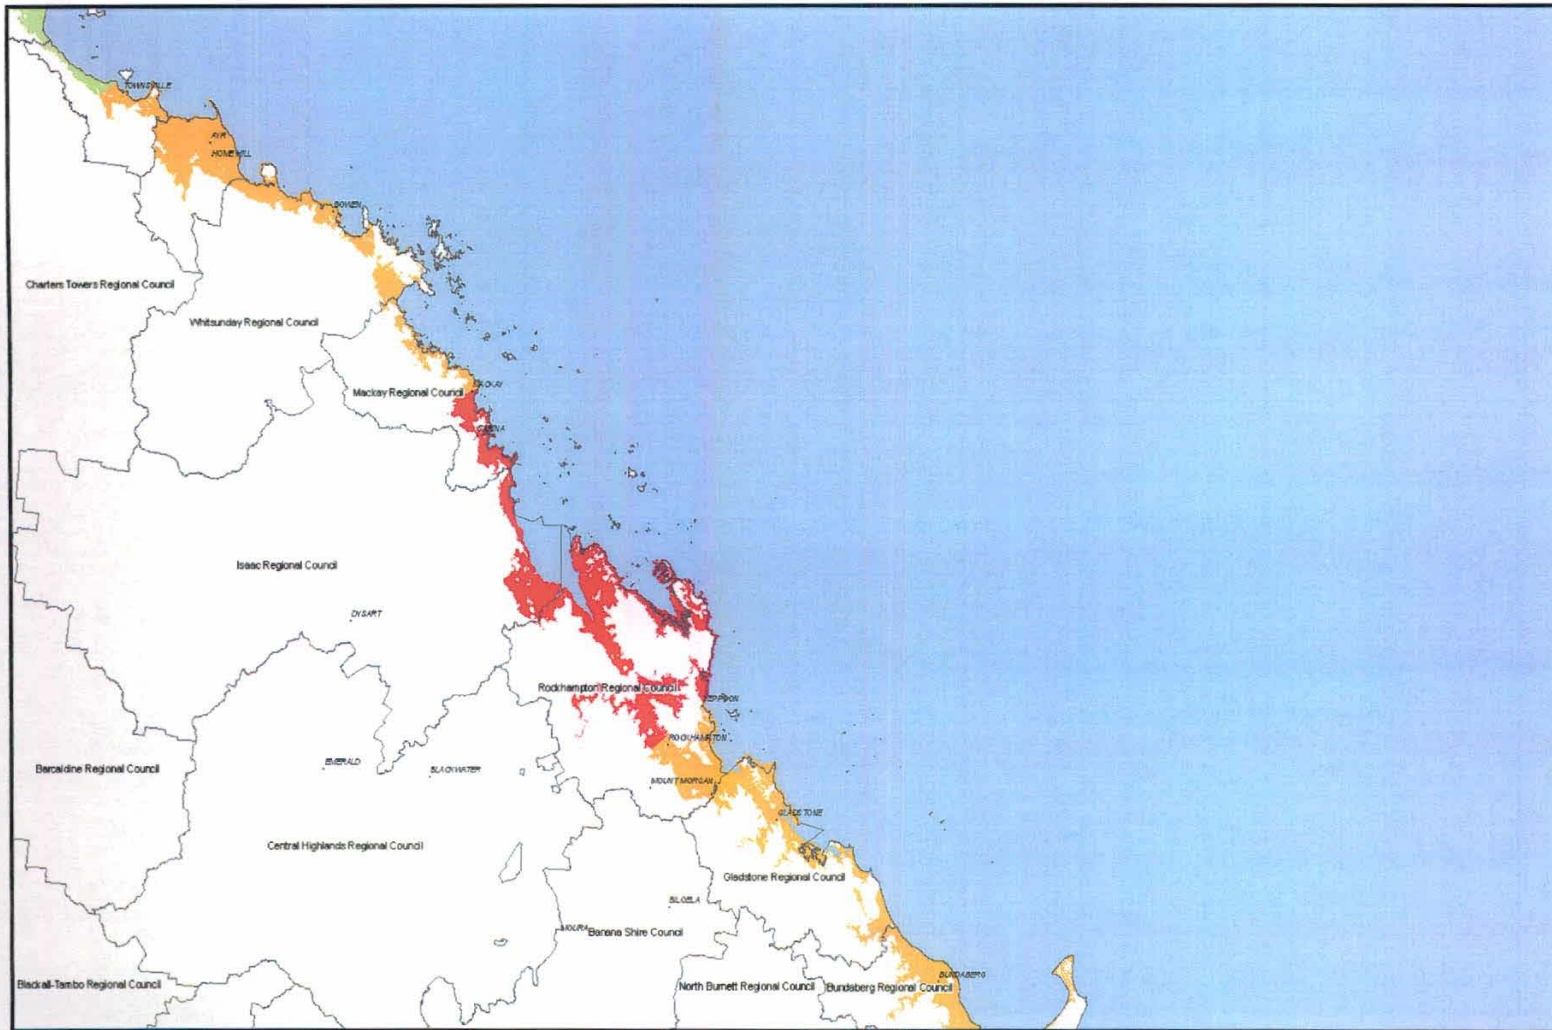 TOWNSVILLE
AYR
HOME HILL
BOWEN
Charters Towers Regional Council
Whitsunday Regional Council
MACKAY
Mackay Regional Council
SARINA
Isaac Regional Council
DYSART
Rockhampton Regional Council
YEPPOON
ROCKHAMPTON
Barcaldine Regional Council
EMERALD
BLACKWATER
MOUNT MORGAN
GLADSTONE
Central Highlands Regional Council
Gladstone Regional Council
BILOELA
MOURA
Banana Shire Council
BUNDABERG
Blackall-Tambo Regional Council
North Burnett Regional Council
Bundaberg Regional Council